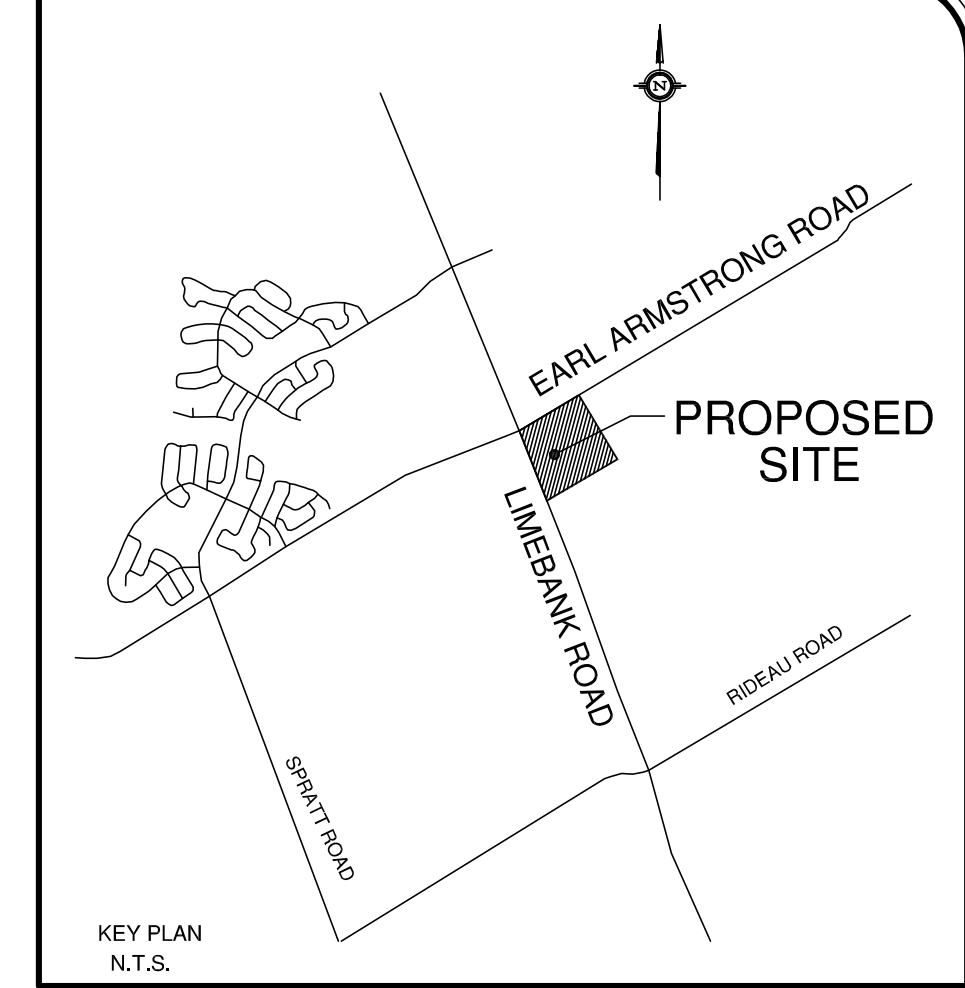 N
EARL ARMSTRONG ROAD
PROPOSED
SITE
LIMEBANK ROAD
RIDEAU ROAD
SPRATT ROAD
KEY PLAN
N.T.S.